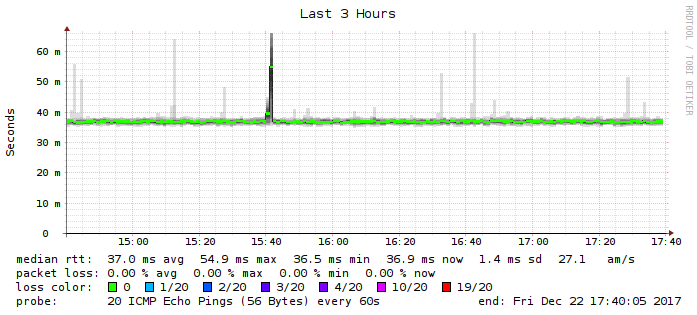 Last 3 Hours
RRDTOOL / TOBI OETIKER
Seconds
60 m
50 m
40 m
30 m
20 m
10 m
0
15:00 15:20 15:40 16:00 16:20 16:40 17:00 17:20 17:40
median rtt: 37.0 ms avg 54.9 ms max 36.5 ms min 36.9 ms now 1.4 ms sd 27.1 am/s
packet loss: 0.00 % avg 0.00 % max 0.00 % min 0.00 % now
loss color: 0 1/20 2/20 3/20 4/20 10/20 19/20
probe: 20 ICMP Echo Pings (56 Bytes) every 60s end: Fri Dec 22 17:40:05 2017